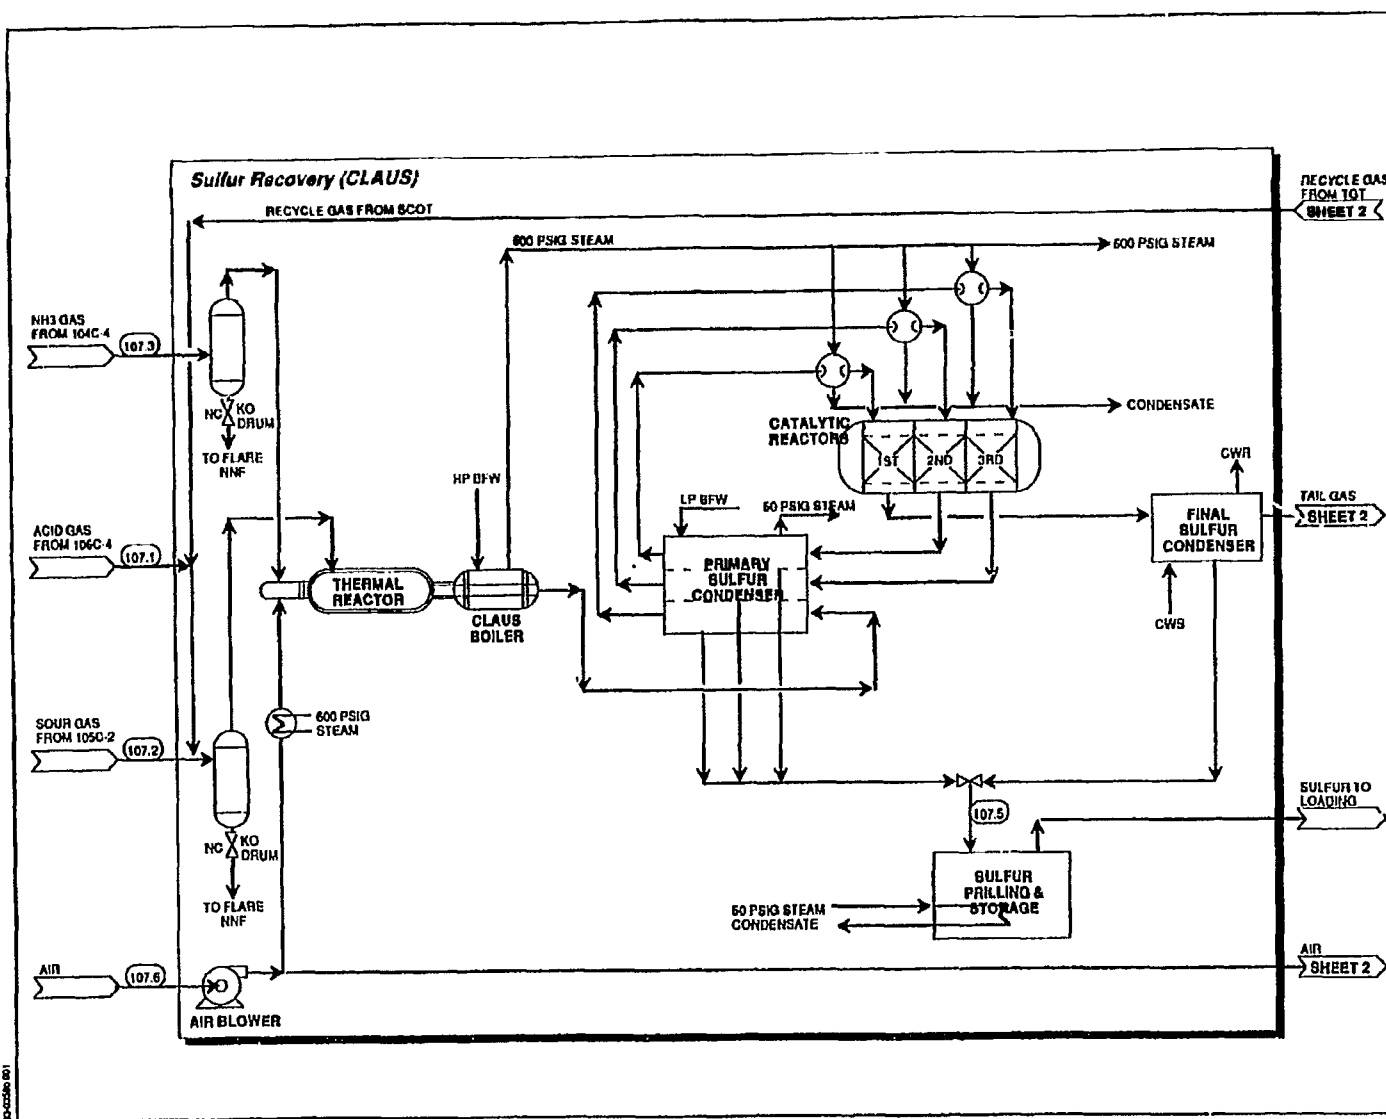 Sulfur Recovery (CLAUS)
RECYCLE GAS
FROM TGT
SHEET 2
RECYCLE GAS FROM SCOT
600 PSIG STEAM
600 PSIG STEAM
NH3 GAS
FROM 104C-4
107.3
NC
KO
DRUM
TO FLARE
NNF
CONDENSATE
CATALYTIC
REACTORS
1ST
2ND
3RD
CWR
HP BFW
LP BFW
50 PSIG STEAM
TAIL GAS
SHEET 2
FINAL
SULFUR
CONDENSER
ACID GAS
FROM 106C-4
107.1
PRIMARY
SULFUR
CONDENSER
THERMAL
REACTOR
CLAUS
BOILER
CWS
SOUR GAS
FROM 105C-2
107.2
600 PSIG
STEAM
NC
KO
DRUM
TO FLARE
NNF
107.5
SULFUR TO
LOADING
SULFUR
PRILLING &
STORAGE
50 PSIG STEAM
CONDENSATE
AIR
107.6
AIR BLOWER
AIR
SHEET 2